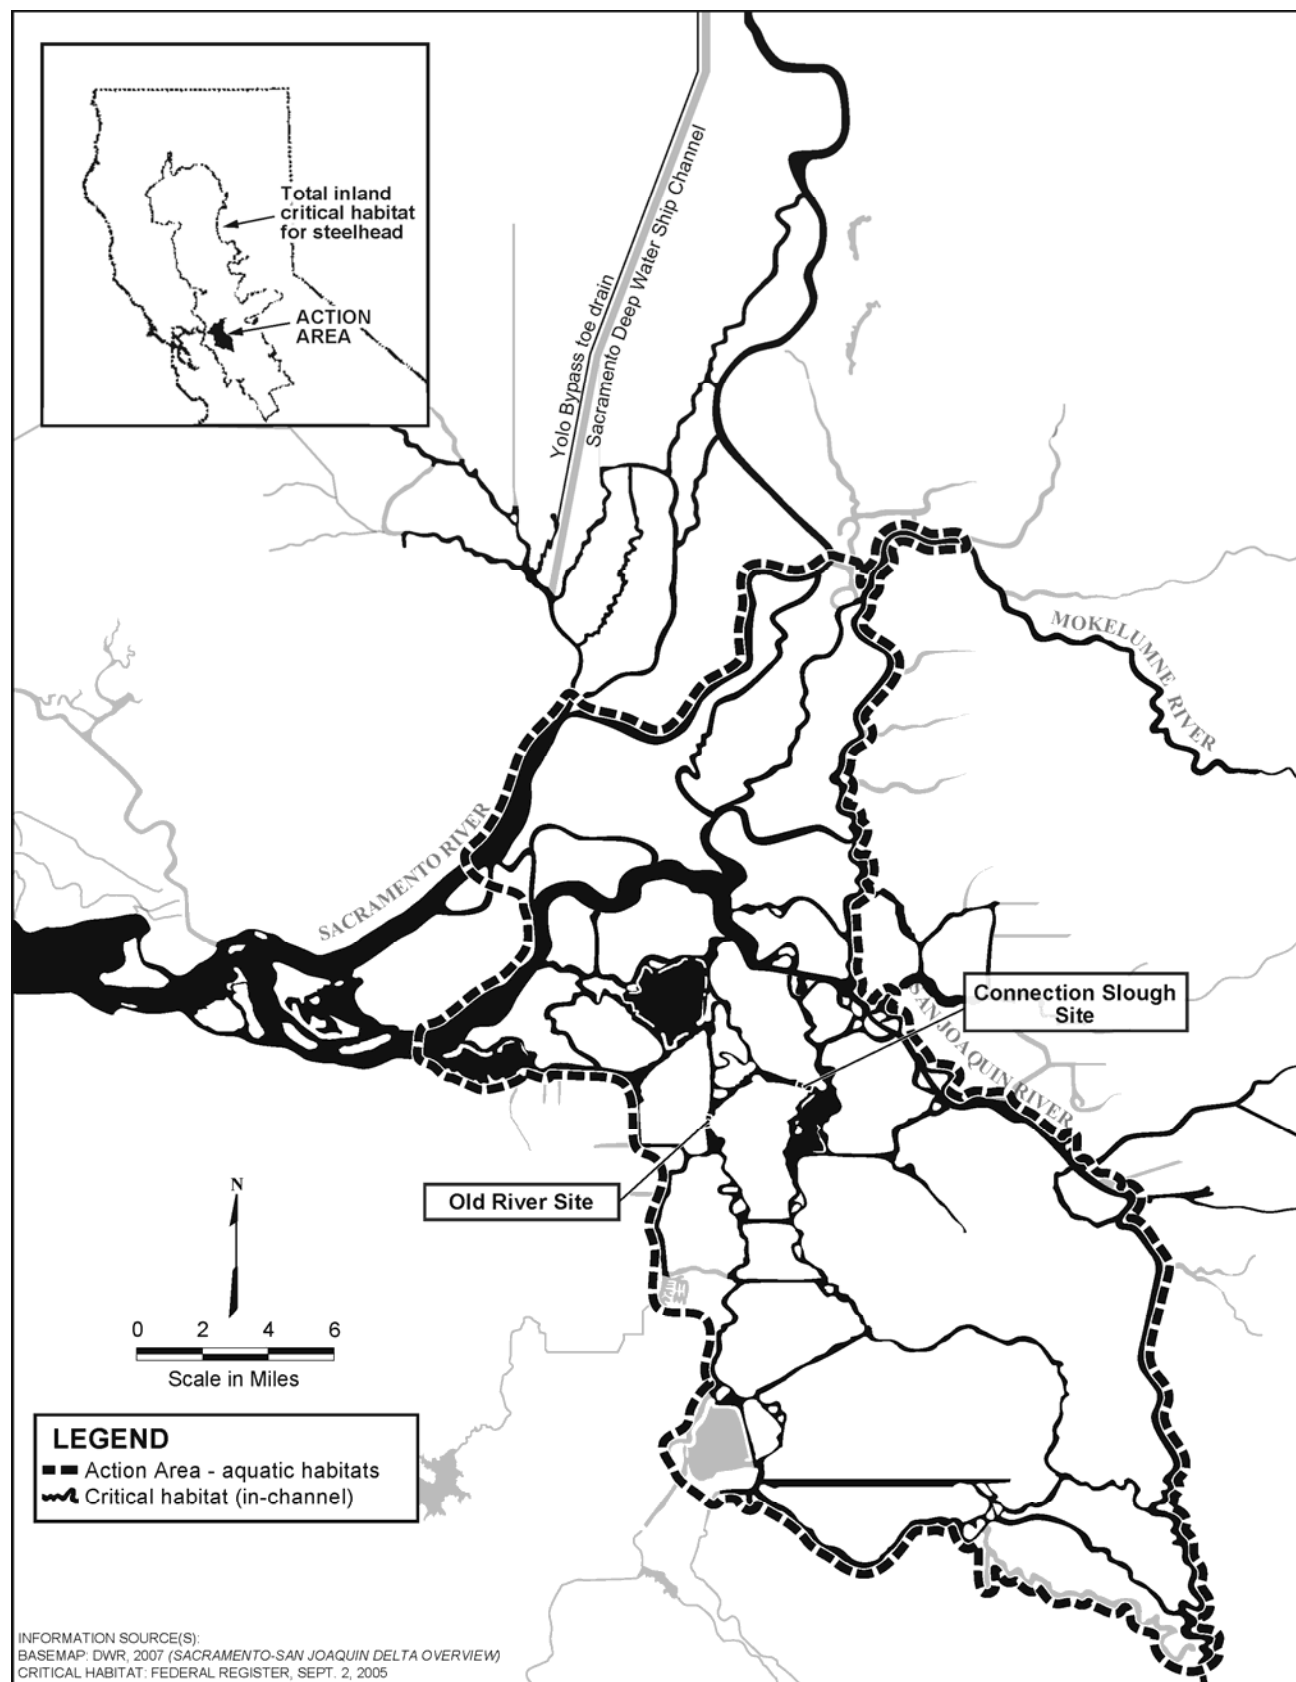 Total inland
critical habitat
for steelhead
ACTION
AREA
Yolo Bypass toe drain
Sacramento Deep Water Ship Channel
MOKELUMNE RIVER
SACRAMENTO RIVER
SAN JOAQUIN RIVER
Connection Slough
Site
Old River Site
N
0 2 4 6
Scale in Miles
LEGEND
Action Area - aquatic habitats
Critical habitat (in-channel)
INFORMATION SOURCE(S):
BASEMAP: DWR, 2007 (SACRAMENTO-SAN JOAQUIN DELTA OVERVIEW)
CRITICAL HABITAT: FEDERAL REGISTER, SEPT. 2, 2005